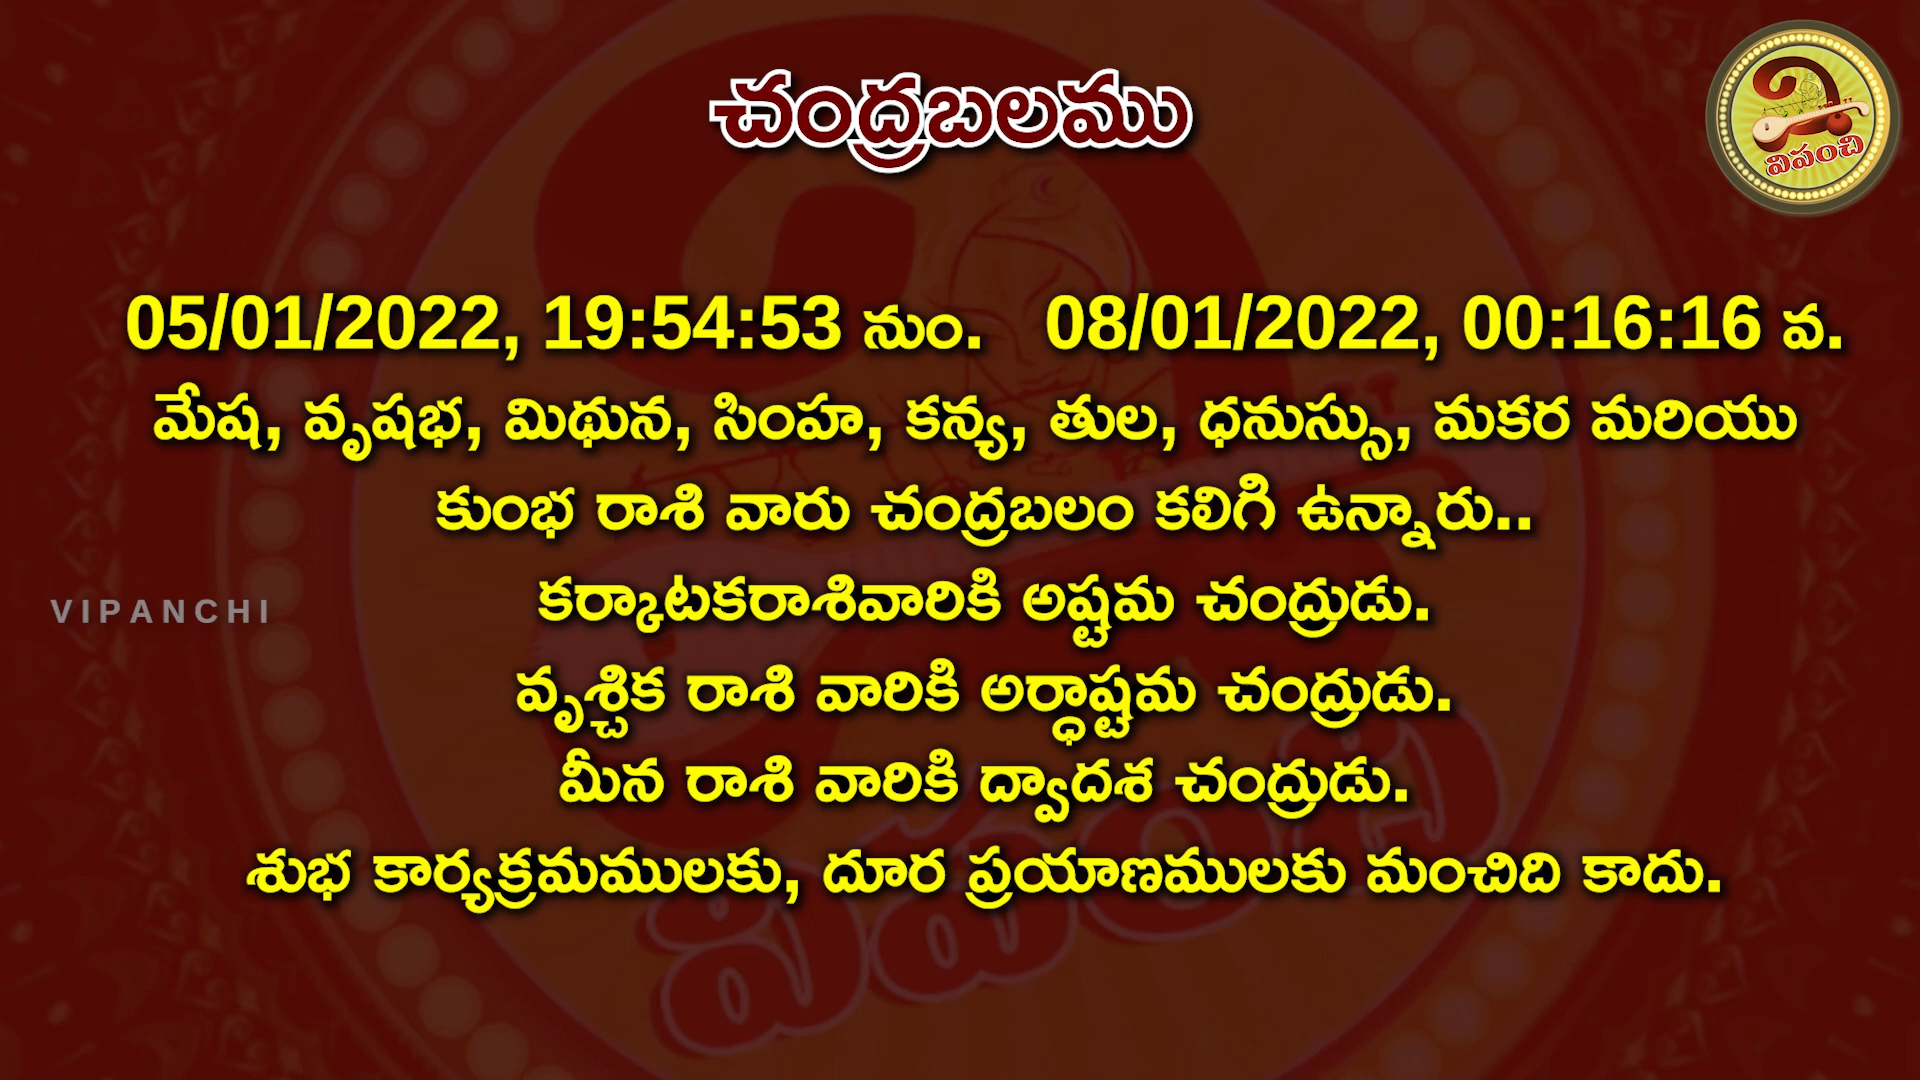 చంద్రబలము
విపంచి
05/01/2022, 19:54:53 నుం. 08/01/2022, 00:16:16 వ.
మేష, వృషభ, మిథున, సింహ, కన్య, తుల, ధనుస్సు, మకర మరియు
కుంభ రాశి వారు చంద్రబలం కలిగి ఉన్నారు..
కర్కాటకరాశివారికి అష్టమ చంద్రుడు.
VIPANCHI
వృశ్చిక రాశి వారికి అర్ధాష్టమ చంద్రుడు.
మీన రాశి వారికి ద్వాదశ చంద్రుడు.
శుభ కార్యక్రమములకు, దూర ప్రయాణములకు మంచిది కాదు.
విపంచి